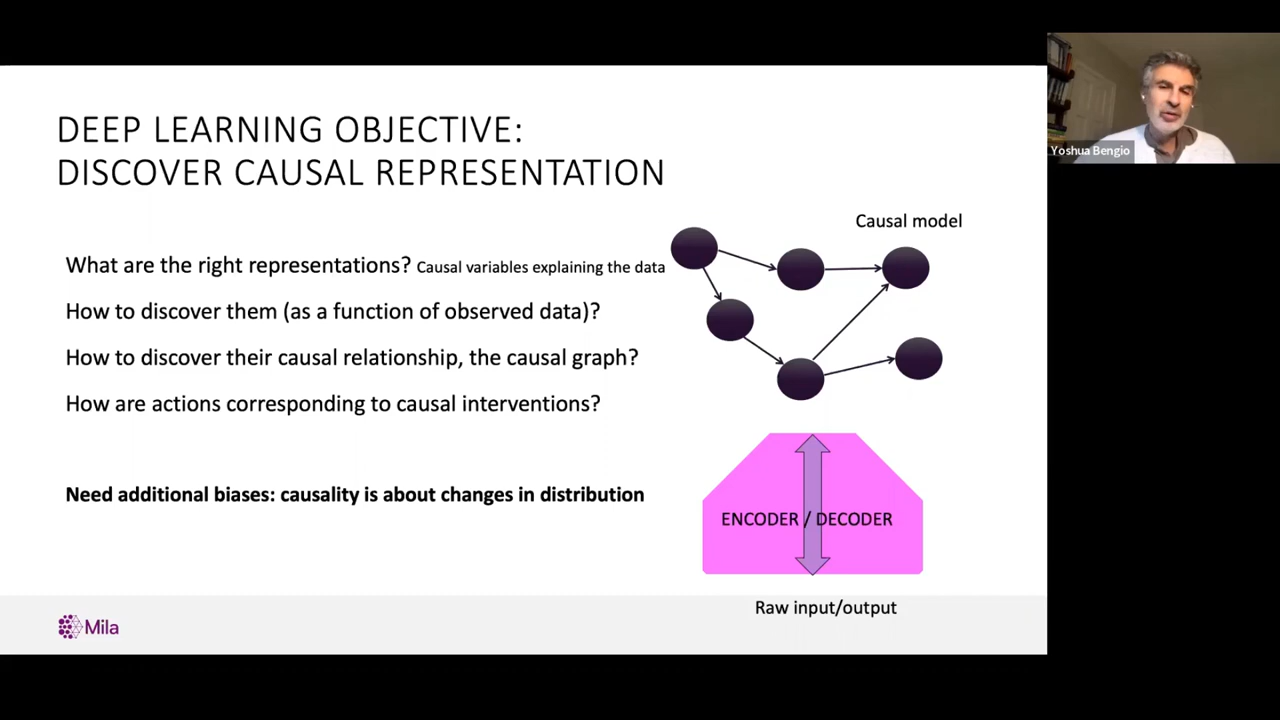 DEEP LEARNING OBJECTIVE:
DISCOVER CAUSAL REPRESENTATION
Yoshua Bengio
Causal model
What are the right representations? Causal variables explaining the data
How to discover them (as a function of observed data)?
How to discover their causal relationship, the causal graph?
How are actions corresponding to causal interventions?
Need additional biases: causality is about changes in distribution
ENCODER / DECODER
Raw input/output
Mila